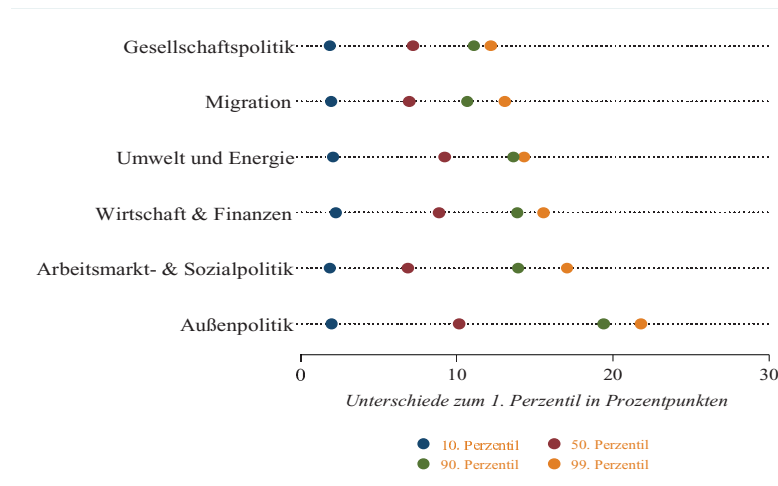 Gesellschaftspolitik
Migration
Umwelt und Energie
Wirtschaft & Finanzen
Arbeitsmarkt- & Sozialpolitik
Außenpolitik
0 10 20 30
Unterschiede zum 1. Perzentil in Prozentpunkten
10. Perzentil 50. Perzentil
90. Perzentil 99. Perzentil